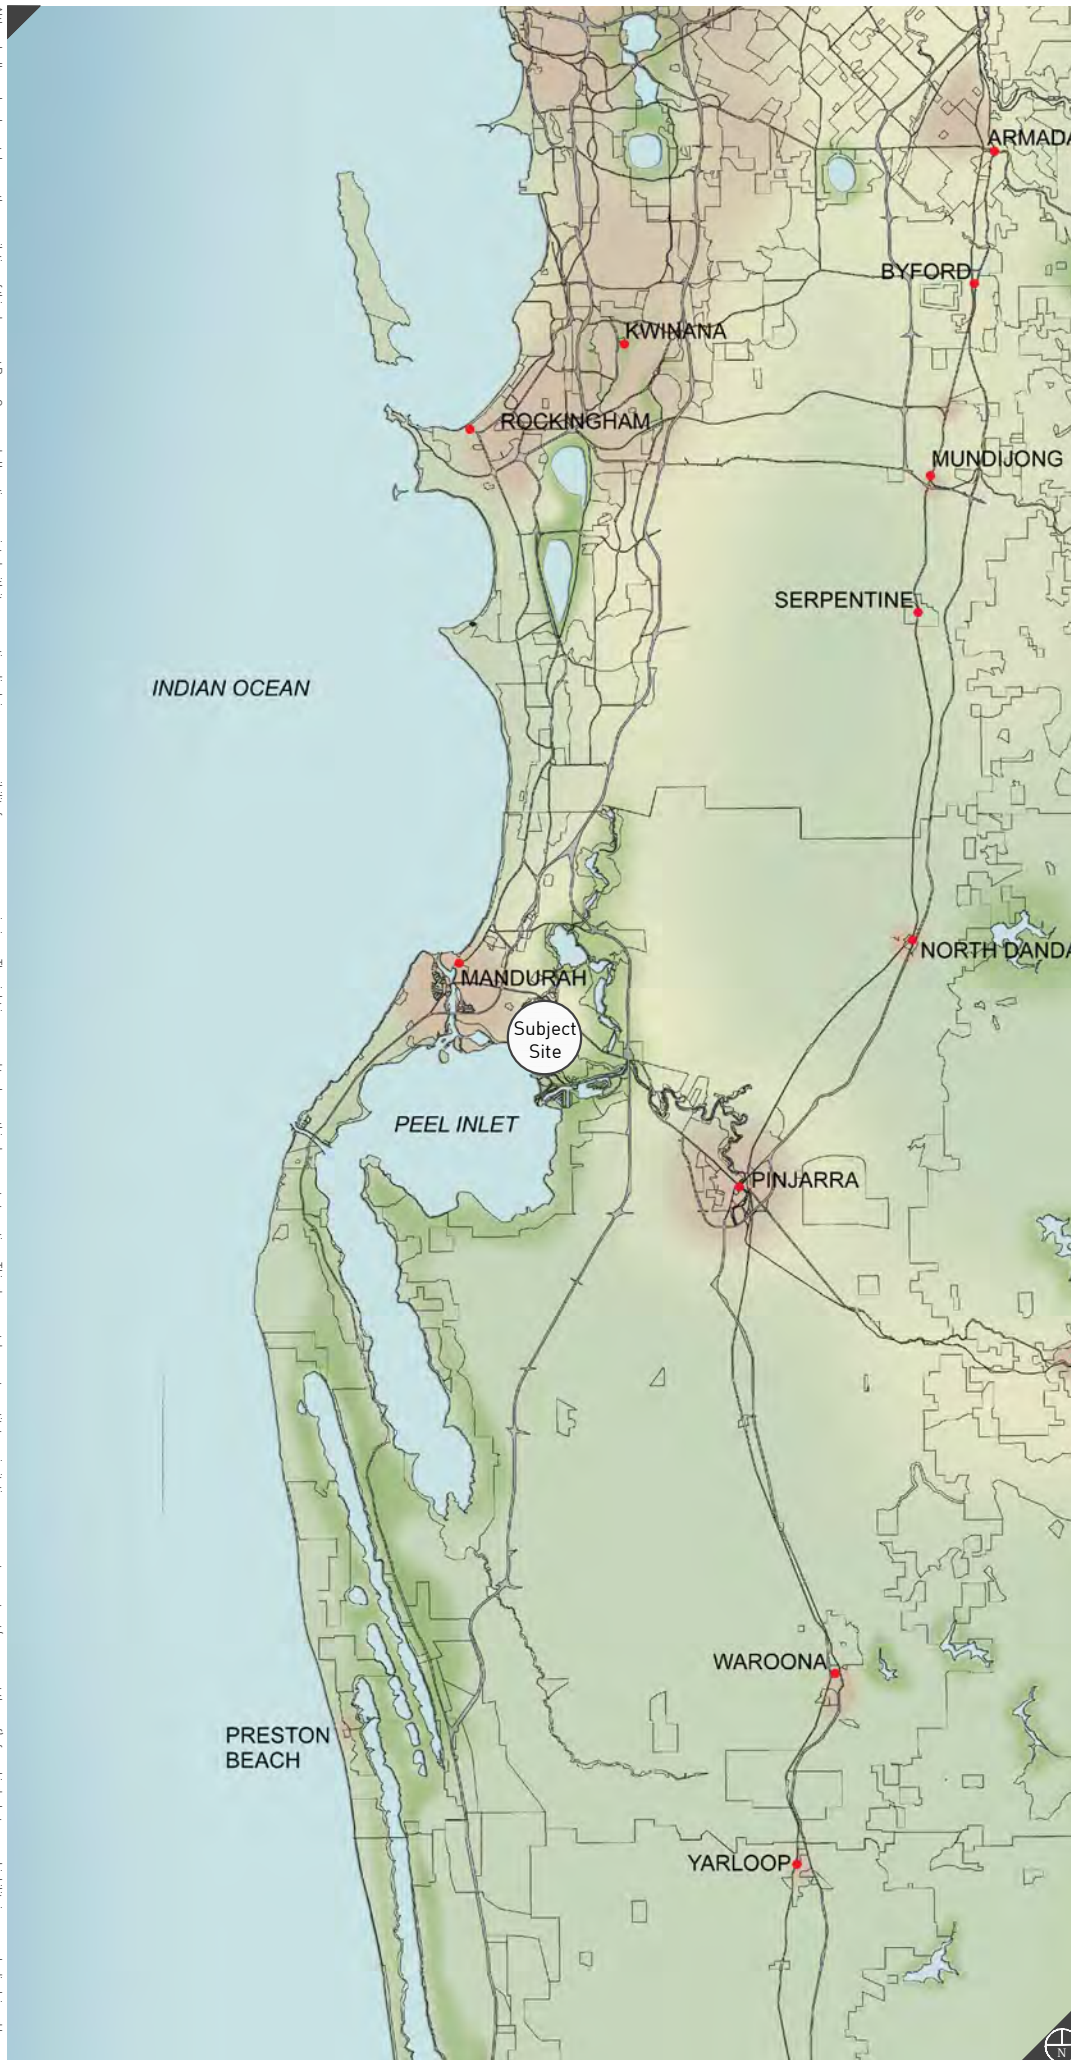 ARMADA
BYFORD
KWINANA
ROCKINGHAM
MUNDIJONG
SERPENTINE
INDIAN OCEAN
NORTH DANDA
MANDURAH
Subject
Site
PEEL INLET
PINJARRA
WAROONA
PRESTON
BEACH
YARLOOP
N